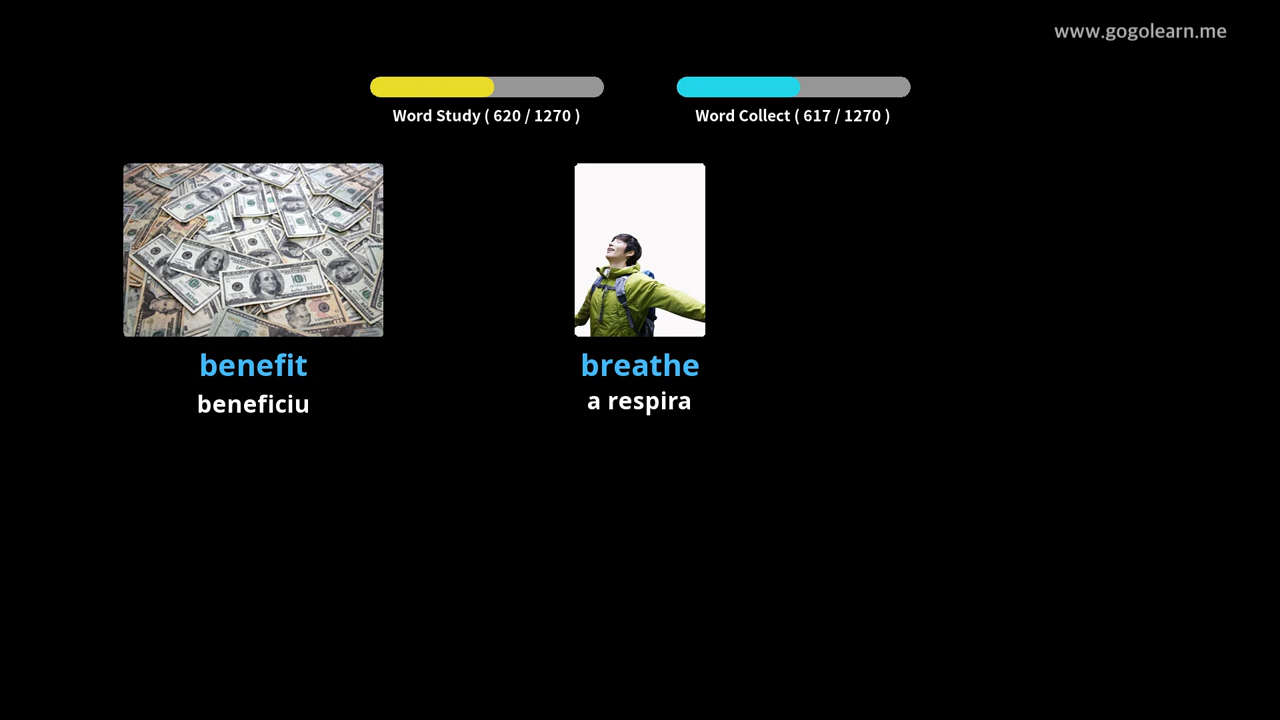 www.gogolearn.me
Word Study ( 620 / 1270 )
Word Collect ( 617 / 1270 )
benefit
beneficiu
breathe
a respira